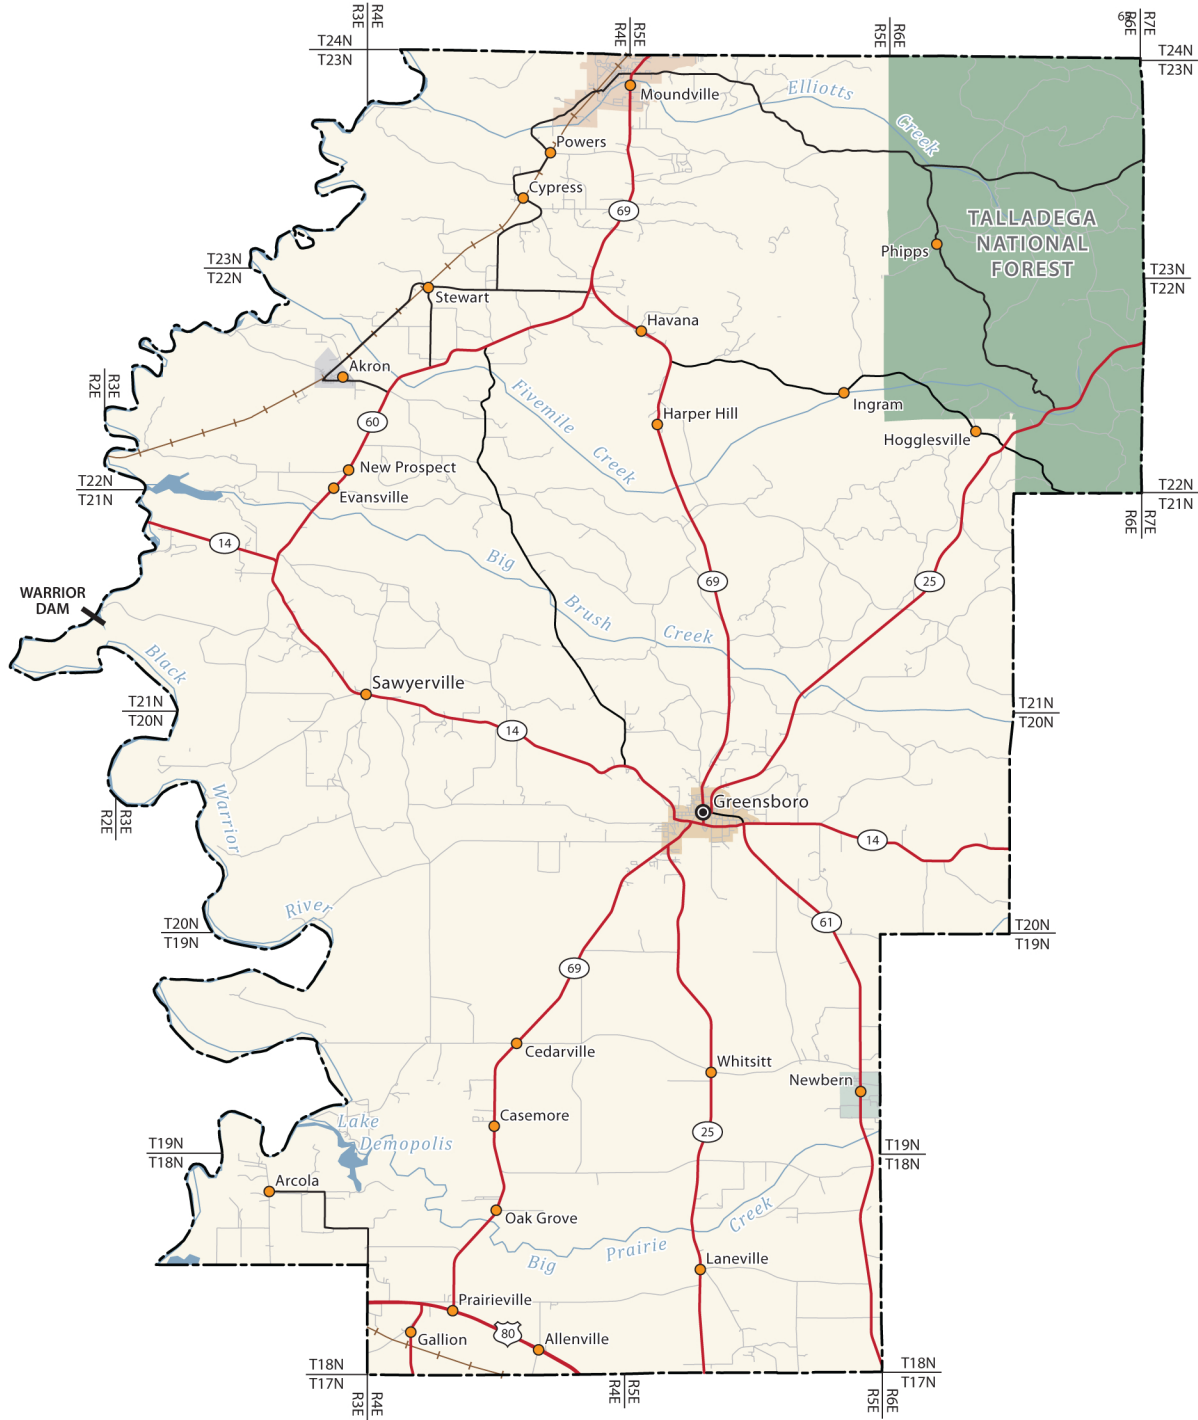 R3E
R4E
R4E
R5E
R5E
R6E
R6E
R7E
T24N
T23N
T24N
T23N
Moundville
Elliotts
Creek
Powers
Cypress
69
TALLADEGA
NATIONAL
FOREST
Phipps
T23N
T22N
T23N
T22N
Stewart
Havana
Akron
R2E
R3E
Fivemile
Creek
Ingram
Harper Hill
60
Hogglesville
New Prospect
Evansville
T22N
T21N
T22N
T21N
R6E
R7E
14
Big
Brush
Creek
69
25
WARRIOR
DAM
Black
Sawyerville
T21N
T20N
T21N
T20N
14
Warrior
R2E
R3E
Greensboro
14
River
T20N
T19N
61
T20N
T19N
69
Cedarville
Whitsitt
Newbern
Casemore
Lake
Demopolis
25
T19N
T18N
T19N
T18N
Arcola
Oak Grove
Creek
Prairie
Big
Laneville
Prairieville
80
Gallion
Allenville
T18N
T17N
T18N
T17N
R3E
R4E
R4E
R5E
R5E
R6E